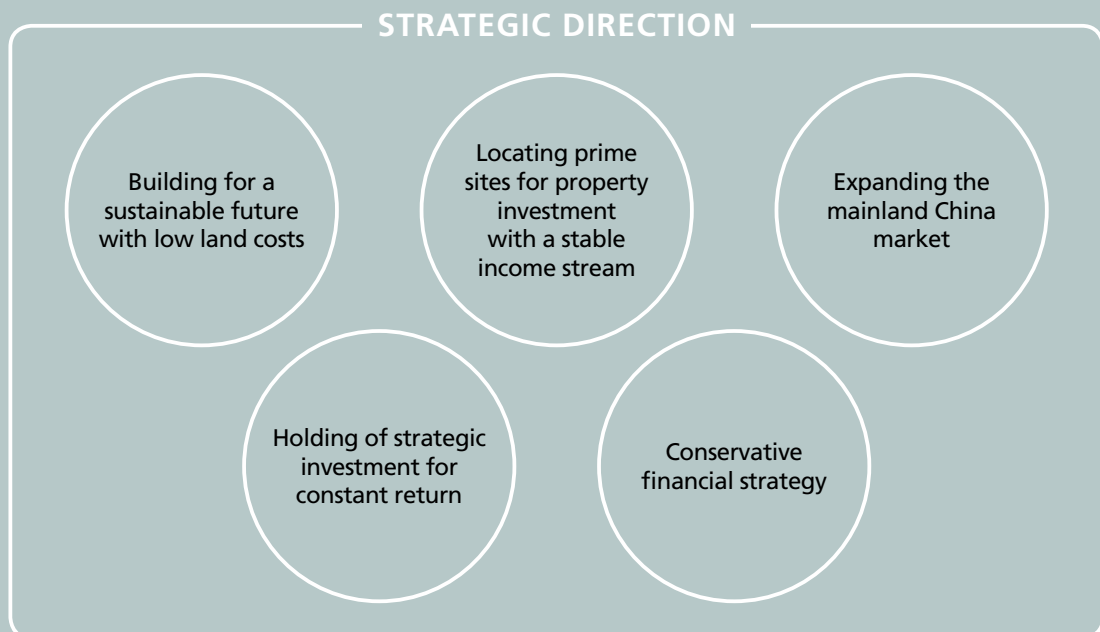 STRATEGIC DIRECTION
Building for a
sustainable future
with low land costs
Locating prime
sites for property
investment
with a stable
income stream
Expanding the
mainland China
market
Holding of strategic
investment for
constant return
Conservative
financial strategy